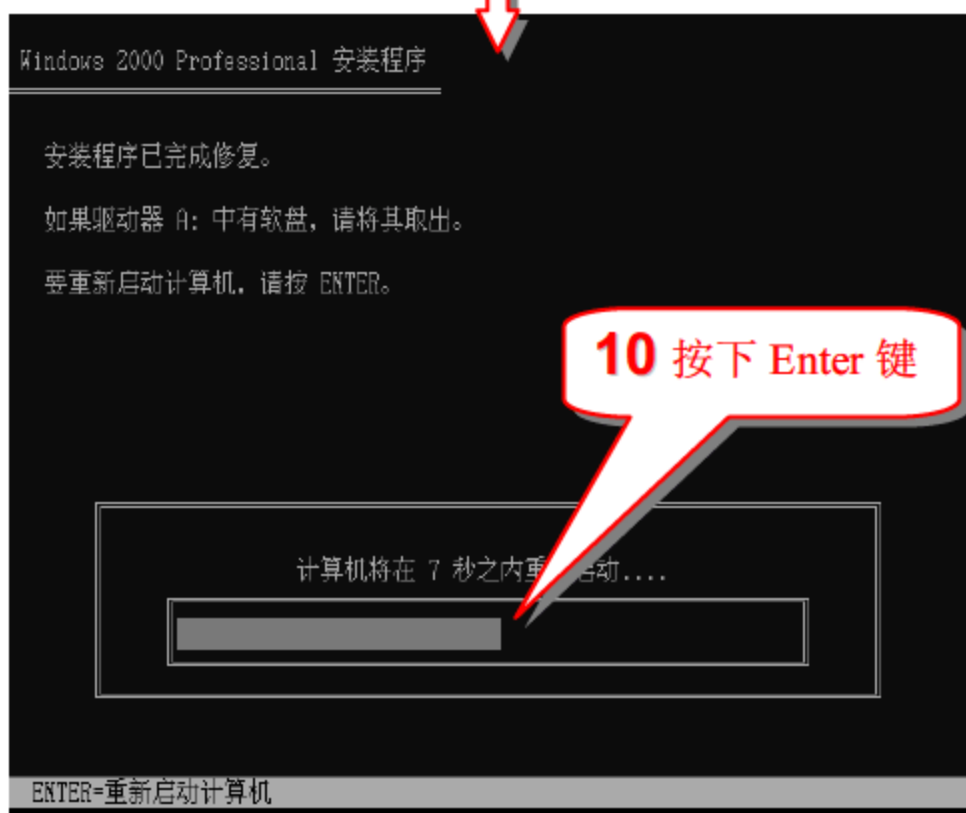 Windows 2000 Professional 安装程序
安装程序已完成修复。
如果驱动器 A: 中有软盘，请将其取出。
要重新启动计算机，请按 ENTER。
10 按下 Enter 键
计算机将在 7 秒之内重 启动....
ENTER=重新启动计算机